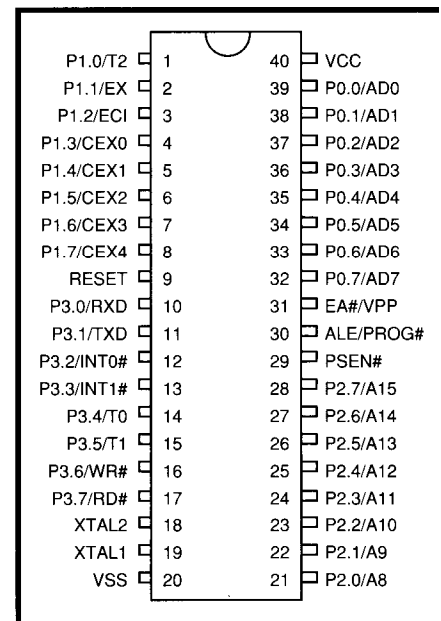 P1.0/T2 1 40 VCC
P1.1/EX 2 39 P0.0/AD0
P1.2/ECI 3 38 P0.1/AD1
P1.3/CEX0 4 37 P0.2/AD2
P1.4/CEX1 5 36 P0.3/AD3
P1.5/CEX2 6 35 P0.4/AD4
P1.6/CEX3 7 34 P0.5/AD5
P1.7/CEX4 8 33 P0.6/AD6
RESET 9 32 P0.7/AD7
P3.0/RXD 10 31 EA#/VPP
P3.1/TXD 11 30 ALE/PROG#
P3.2/INT0# 12 29 PSEN#
P3.3/INT1# 13 28 P2.7/A15
P3.4/T0 14 27 P2.6/A14
P3.5/T1 15 26 P2.5/A13
P3.6/WR# 16 25 P2.4/A12
P3.7/RD# 17 24 P2.3/A11
XTAL2 18 23 P2.2/A10
XTAL1 19 22 P2.1/A9
VSS 20 21 P2.0/A8